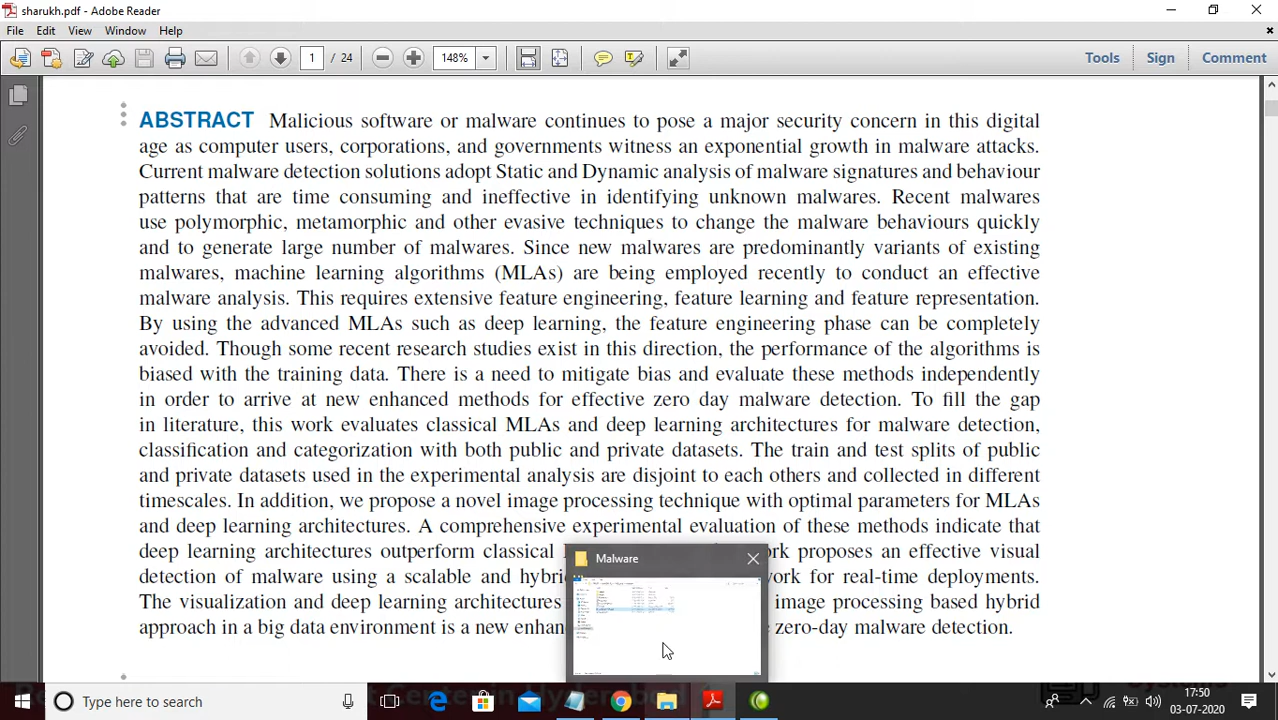 sharukh.pdf - Adobe Reader
File Edit View Window Help
1 / 24 148% Tools Sign Comment
ABSTRACT Malicious software or malware continues to pose a major security concern in this digital
age as computer users, corporations, and governments witness an exponential growth in malware attacks.
Current malware detection solutions adopt Static and Dynamic analysis of malware signatures and behaviour
patterns that are time consuming and ineffective in identifying unknown malwares. Recent malwares
use polymorphic, metamorphic and other evasive techniques to change the malware behaviours quickly
and to generate large number of malwares. Since new malwares are predominantly variants of existing
malwares, machine learning algorithms (MLAs) are being employed recently to conduct an effective
malware analysis. This requires extensive feature engineering, feature learning and feature representation.
By using the advanced MLAs such as deep learning, the feature engineering phase can be completely
avoided. Though some recent research studies exist in this direction, the performance of the algorithms is
biased with the training data. There is a need to mitigate bias and evaluate these methods independently
in order to arrive at new enhanced methods for effective zero day malware detection. To fill the gap
in literature, this work evaluates classical MLAs and deep learning architectures for malware detection,
classification and categorization with both public and private datasets. The train and test splits of public
and private datasets used in the experimental analysis are disjoint to each others and collected in different
timescales. In addition, we propose a novel image processing technique with optimal parameters for MLAs
and deep learning architectures. A comprehensive experimental evaluation of these methods indicate that
deep learning architectures outperform classical
proposes an effective visual
Malware
detection of malware using a scalable and
for real-time deployments.
The visualization and deep learning architectures
image processing based hybrid
approach in a big data environment is a new
zero-day malware detection.
Type here to search
17:50
03-07-2020